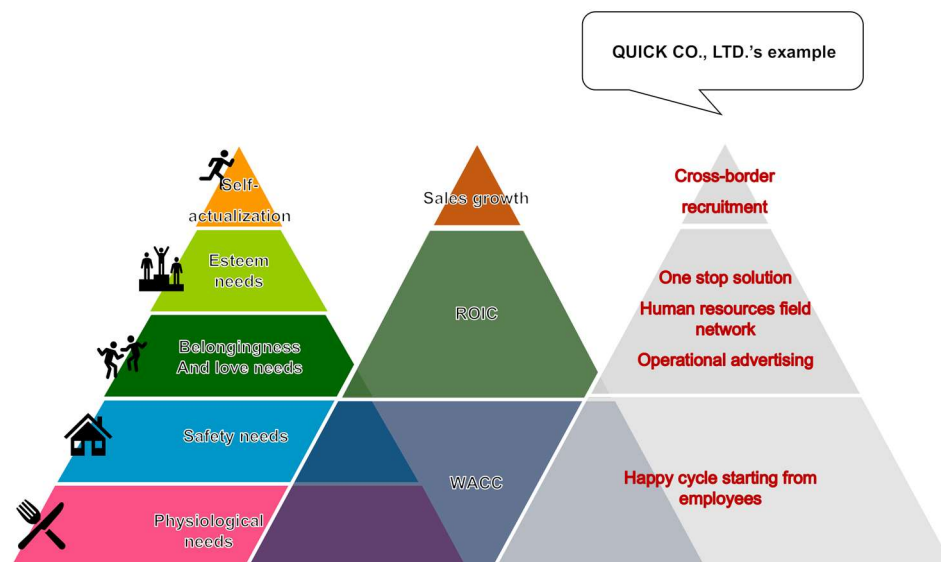 QUICK CO., LTD.'s example
Self-
actualization
Esteem
needs
Belongingness
And love needs
Safety needs
Physiological
needs
Sales growth
ROIC
WACC
Cross-border
recruitment
One stop solution
Human resources field
network
Operational advertising
Happy cycle starting from
employees